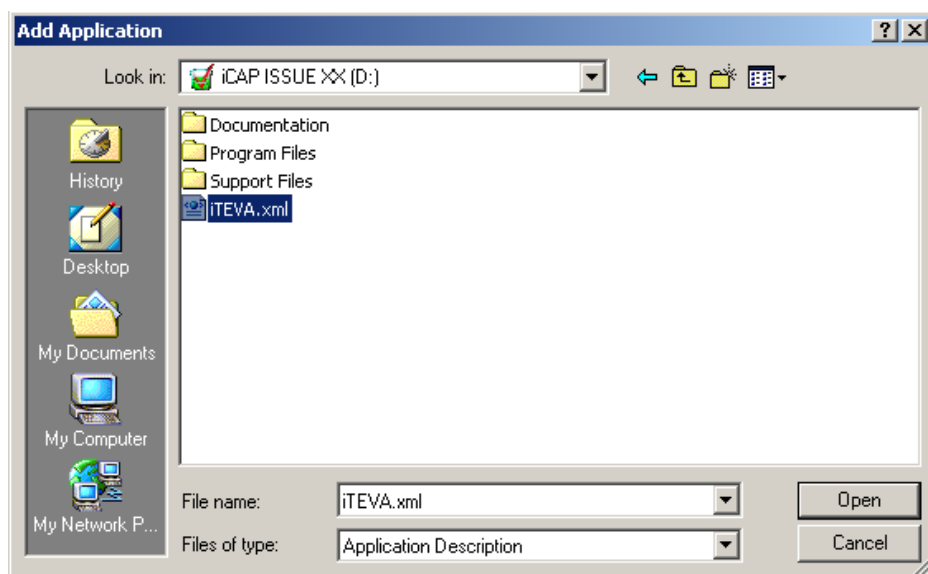 Add Application
Look in: iCAP ISSUE XX (D:)
History
Desktop
My Documents
My Computer
My Network P...
Documentation
Program Files
Support Files
iTEVA.xml
File name: iTEVA.xml
Open
Files of type: Application Description
Cancel